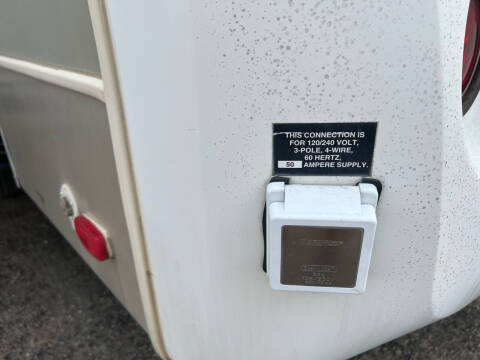 THIS CONNECTION IS
FOR 120/240 VOLT,
3-POLE, 4-WIRE,
60 HERTZ,
50 AMPERE SUPPLY.